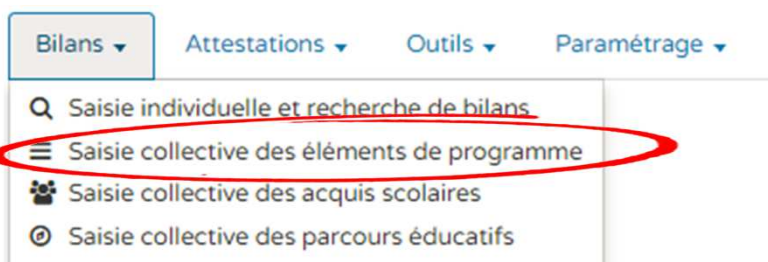 Bilans Attestations Outils Paramétrage
Saisie individuelle et recherche de bilans
Saisie collective des éléments de programme
Saisie collective des acquis scolaires
Saisie collective des parcours éducatifs